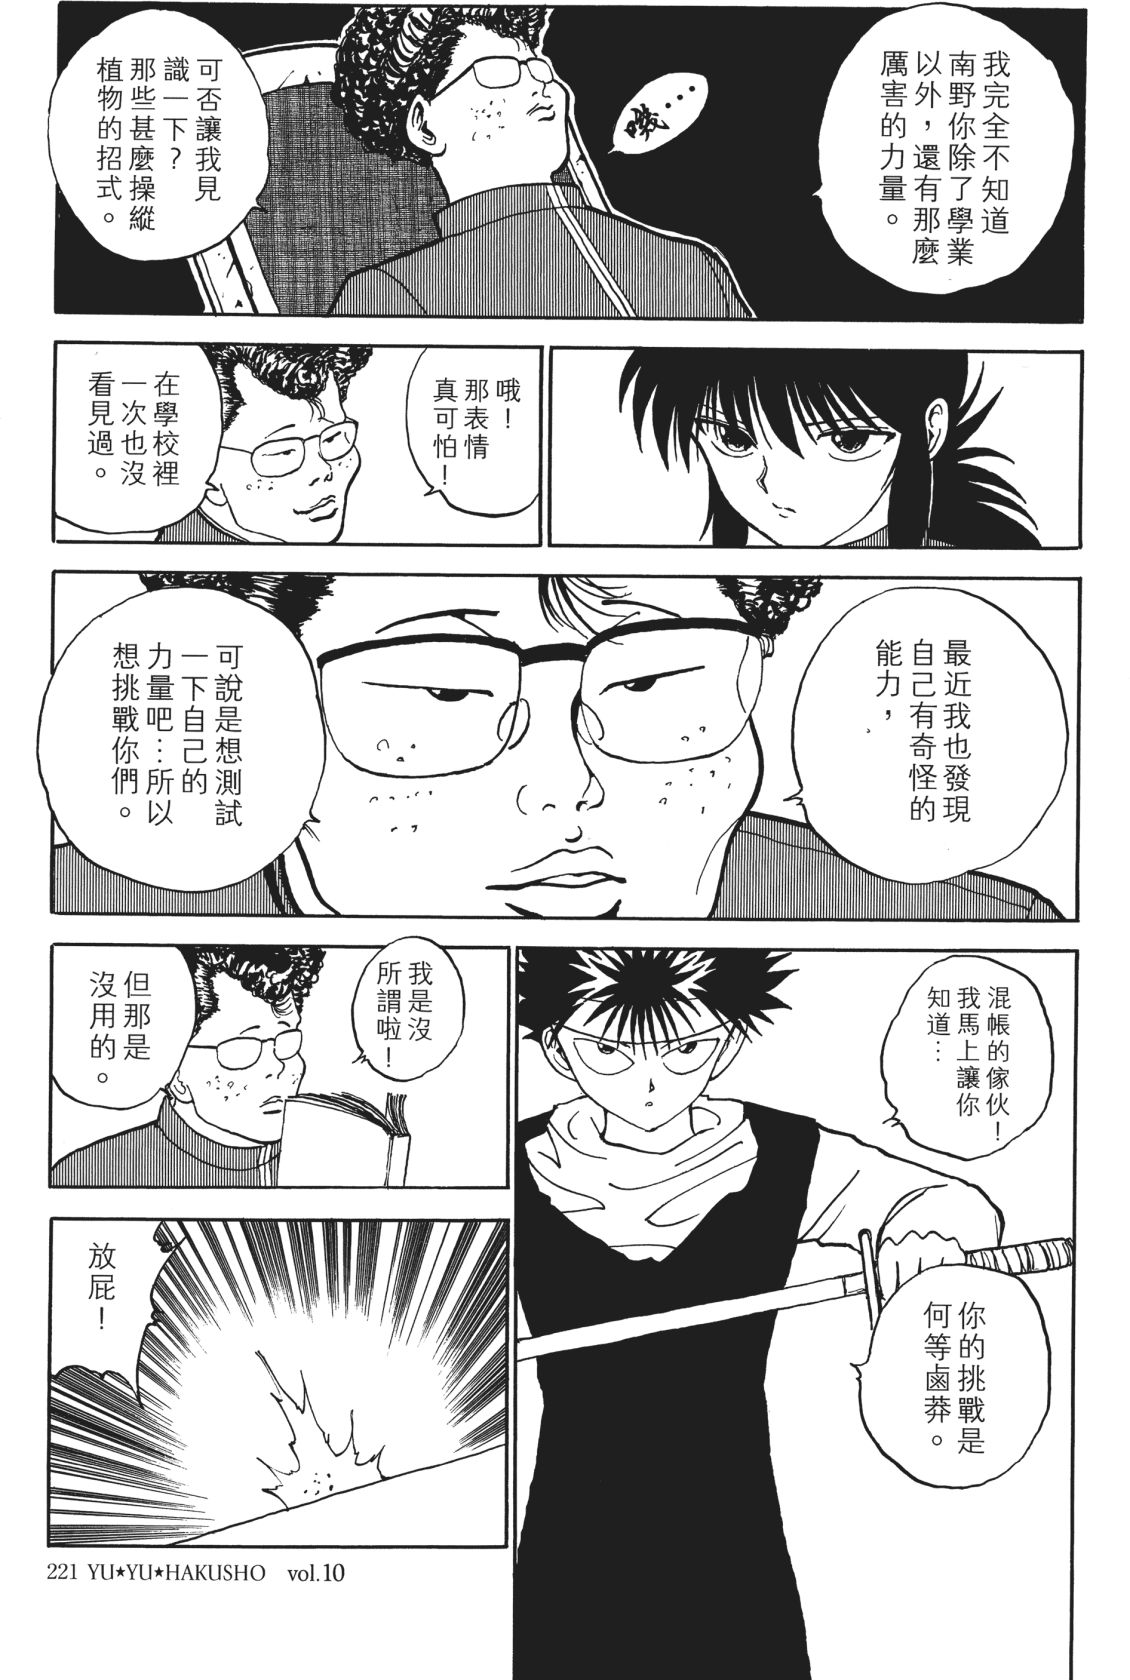 我完全不知道
南野你除了學業
以外，還有那麼
厲害的力量。
哦…
可否讓我見
識一下？
那些甚麼操縱
植物的招式。
哦！
那表情
真可怕！
在學校裡
一次也沒
看見過。
最近我也發現
自己有奇怪的
能力，
可說是想測試
一下自己的
力量吧…所以
想挑戰你們。
混帳的傢伙！
我馬上讓你
知道…
你的挑戰是
何等鹵莽。
我是沒
所謂啦！
但那是
沒用的。
放屁！
221 YU★YU★HAKUSHO vol.10